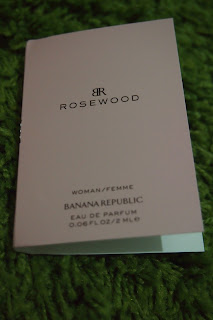 BR
ROSEWOOD
WOMAN/FEMME
BANANA REPUBLIC
EAU DE PARFUM
0.06 FL OZ/2 ML ℮